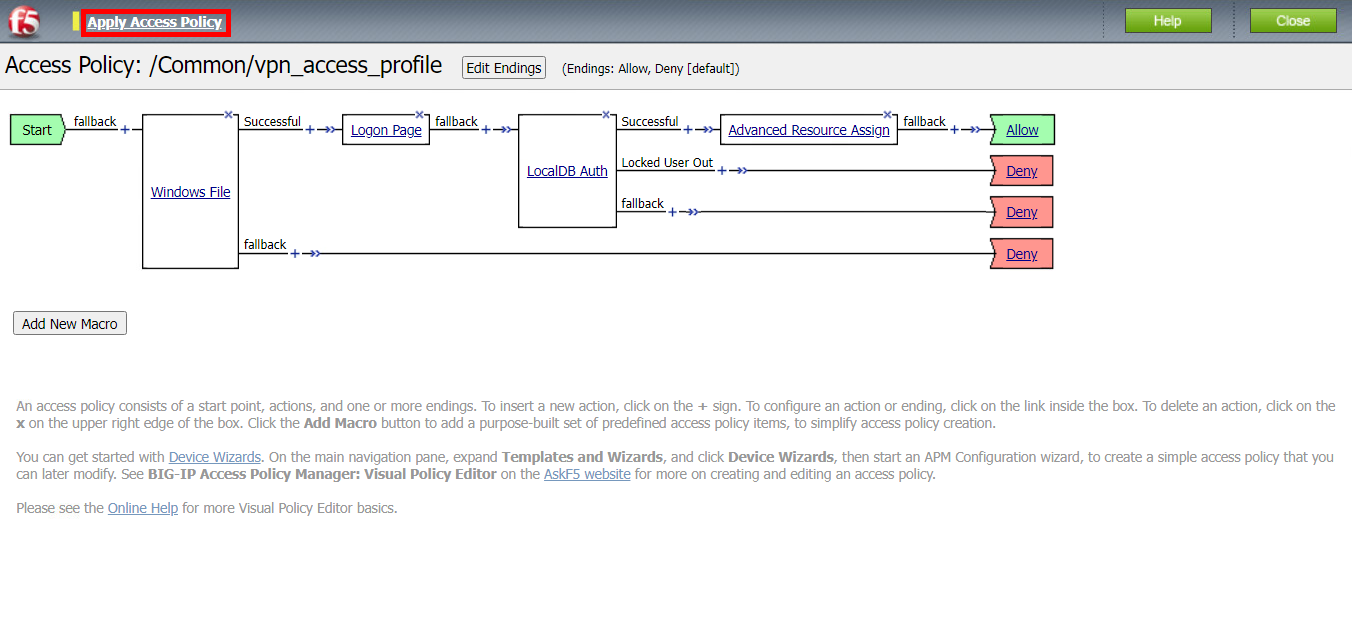 f5
Apply Access Policy
Help
Close
Access Policy: /Common/vpn_access_profile
Edit Endings
(Endings: Allow, Deny [default])
Start
fallback
+
Windows File
x
Successful
+
Logon Page
x
fallback
+
LocalDB Auth
x
Successful
+
Advanced Resource Assign
x
fallback
+
Allow
Locked User Out
+
Deny
fallback
+
Deny
fallback
+
Deny
Add New Macro
An access policy consists of a start point, actions, and one or more endings. To insert a new action, click on the + sign. To configure an action or ending, click on the link inside the box. To delete an action, click on the
x on the upper right edge of the box. Click the Add Macro button to add a purpose-built set of predefined access policy items, to simplify access policy creation.
You can get started with Device Wizards. On the main navigation pane, expand Templates and Wizards, and click Device Wizards, then start an APM Configuration wizard, to create a simple access policy that you
can later modify. See BIG-IP Access Policy Manager: Visual Policy Editor on the AskF5 website for more on creating and editing an access policy.
Please see the Online Help for more Visual Policy Editor basics.